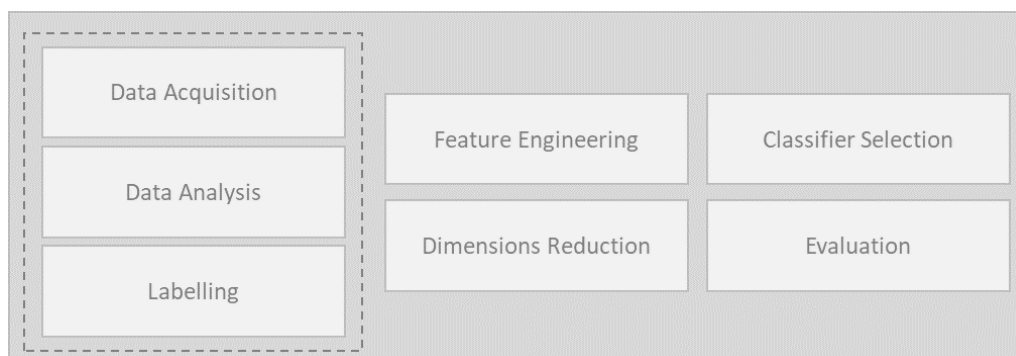 Data Acquisition
Data Analysis
Labelling
Feature Engineering
Dimensions Reduction
Classifier Selection
Evaluation